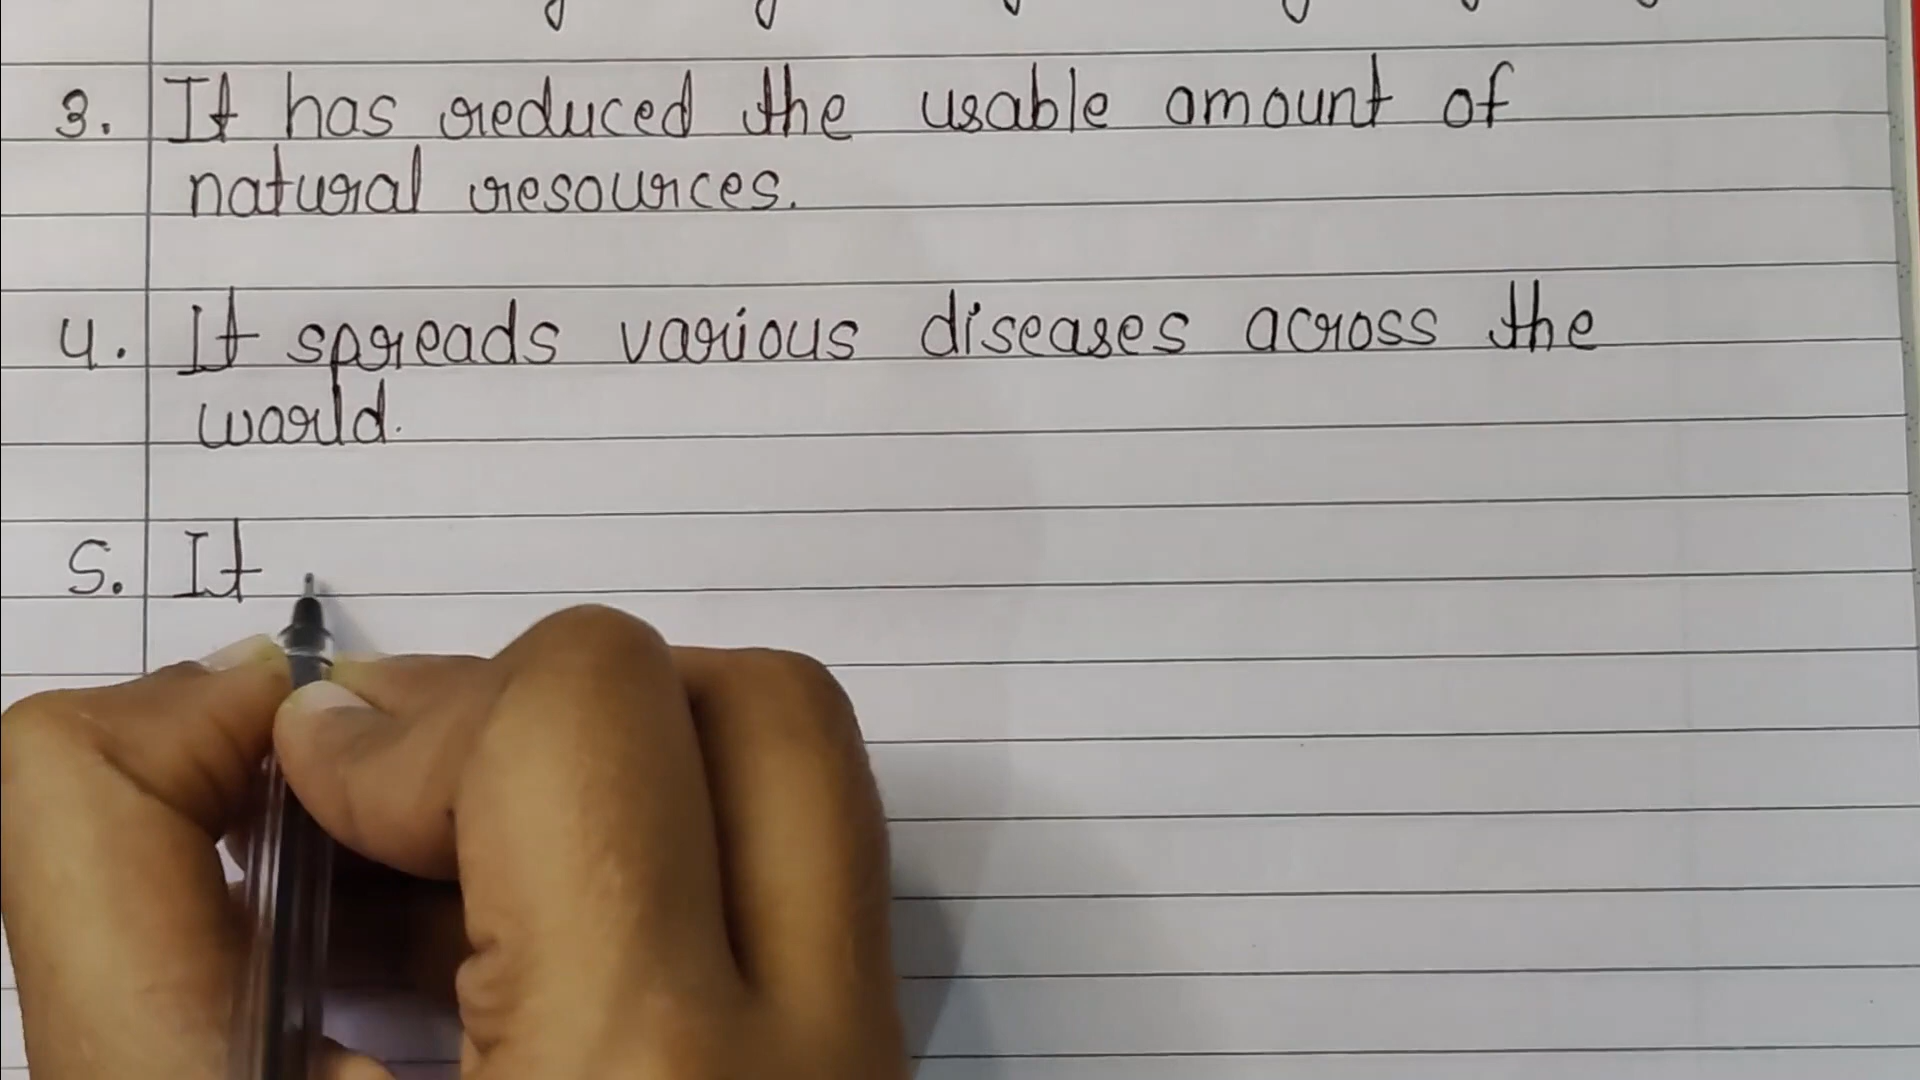 3. It has reduced the usable amount of
natural resources.
4. It spreads various diseases across the
world.
5. It